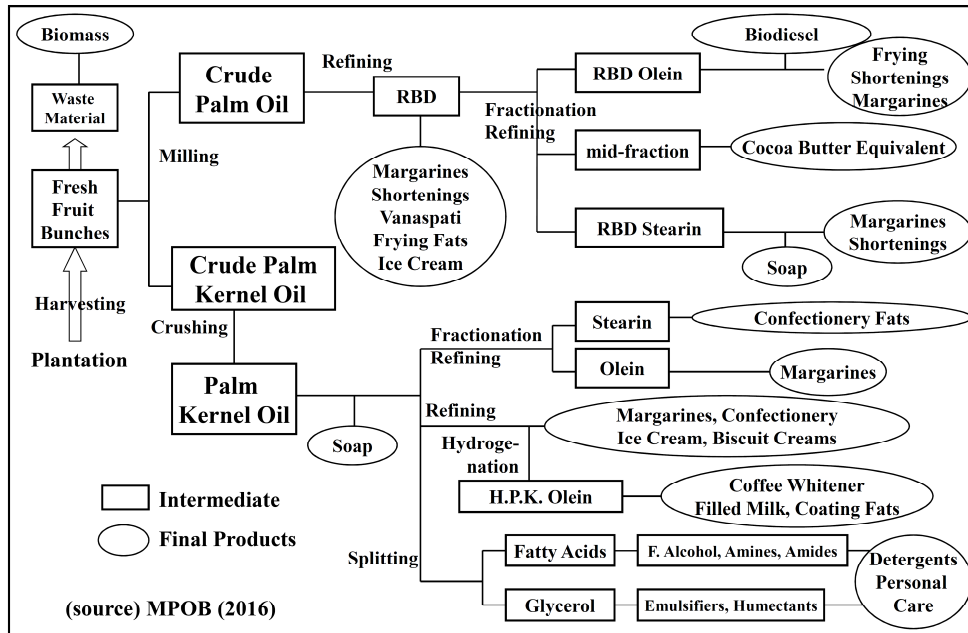 Biomass
Waste
Material
Fresh
Fruit
Bunches
Harvesting
Plantation
Milling
Crude
Palm Oil
Refining
RBD
Margarines
Shortenings
Vanaspati
Frying Fats
Ice Cream
Fractionation
Refining
RBD Olein
Biodiesel
Frying
Shortenings
Margarines
mid-fraction
Cocoa Butter Equivalent
RBD Stearin
Soap
Margarines
Shortenings
Crude Palm
Kernel Oil
Crushing
Palm
Kernel Oil
Soap
Fractionation
Refining
Stearin
Confectionery Fats
Olein
Margarines
Refining
Margarines, Confectionery
Ice Cream, Biscuit Creams
Hydroge-
nation
H.P.K. Olein
Coffee Whitener
Filled Milk, Coating Fats
Splitting
Fatty Acids
F. Alcohol, Amines, Amides
Glycerol
Emulsifiers, Humectants
Detergents
Personal
Care
Intermediate
Final Products
(source) MPOB (2016)